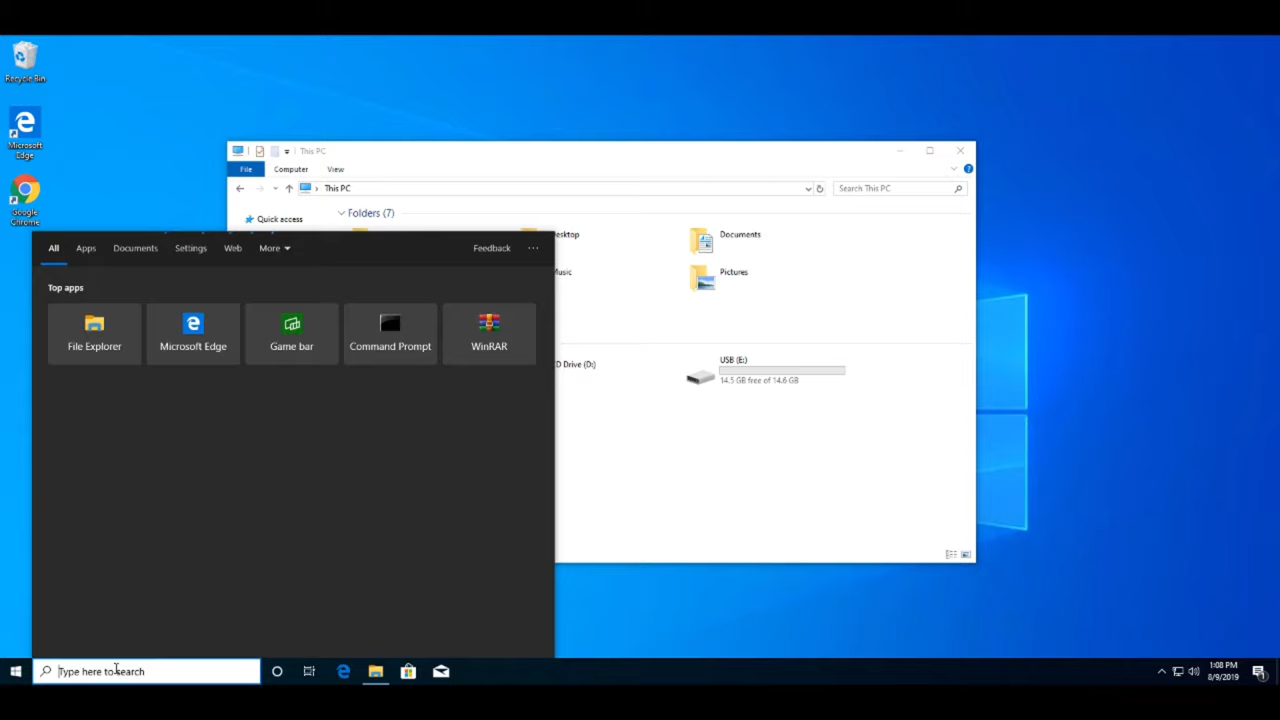 Recycle Bin
Microsoft
Edge
Google
Chrome
This PC
File Computer View
This PC
Search This PC
Quick access
Folders (7)
Documents
Music
Pictures
USB (E:)
14.5 GB free of 14.6 GB
All Apps Documents Settings Web More Feedback ...
Top apps
File Explorer Microsoft Edge Game bar Command Prompt WinRAR
Type here to search
1:08 PM
8/9/2019